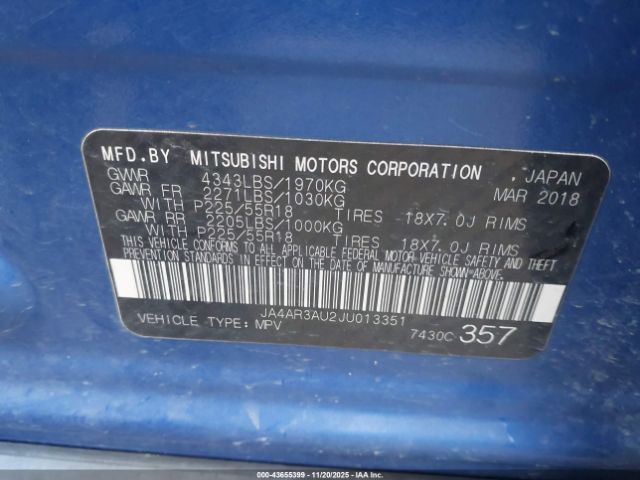 MFD.BY MITSUBISHI MOTORS CORPORATION , JAPAN
GVWR 4343LBS/1970KG MAR 2018
GAWR FR 2271LBS/1030KG
WITH P225/55R18 TIRES 18X7.0J RIMS
GAWR RR 2205LBS/1000KG
WITH P225/55R18 TIRES 18X7.0J RIMS
THIS VEHICLE CONFORMS TO ALL APPLICABLE FEDERAL MOTOR-VEHICLE SAFETY AND THEFT
PREVENTION STANDARDS IN EFFECT ON THE DATE OF MANUFACTURE SHOWN ABOVE.
JA4AR3AU2JU013351
VEHICLE TYPE: MPV 7430C 357
000-43655399 - 11/20/2025 - IAA Inc.